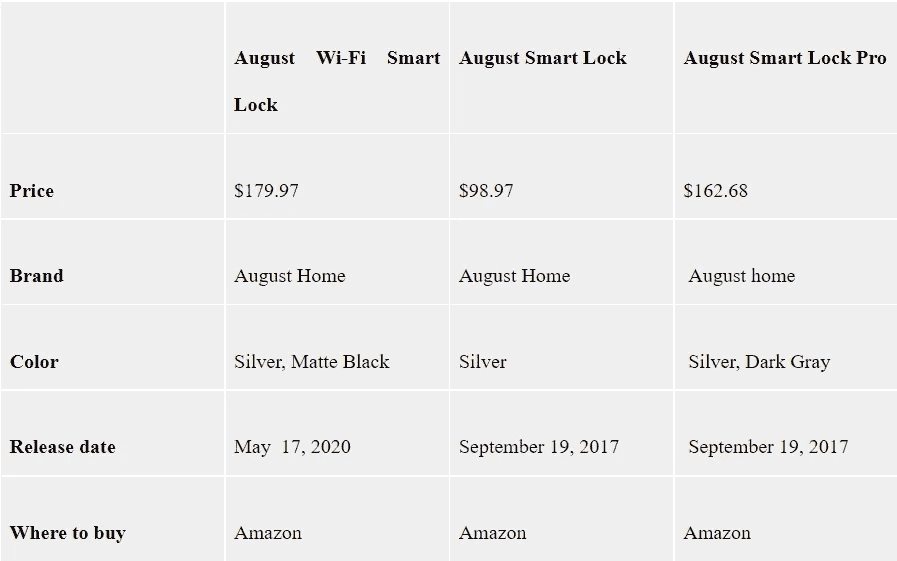 August Wi-Fi Smart Lock August Smart Lock August Smart Lock Pro
Price $179.97 $98.97 $162.68
Brand August Home August Home August home
Color Silver, Matte Black Silver Silver, Dark Gray
Release date May 17, 2020 September 19, 2017 September 19, 2017
Where to buy Amazon Amazon Amazon